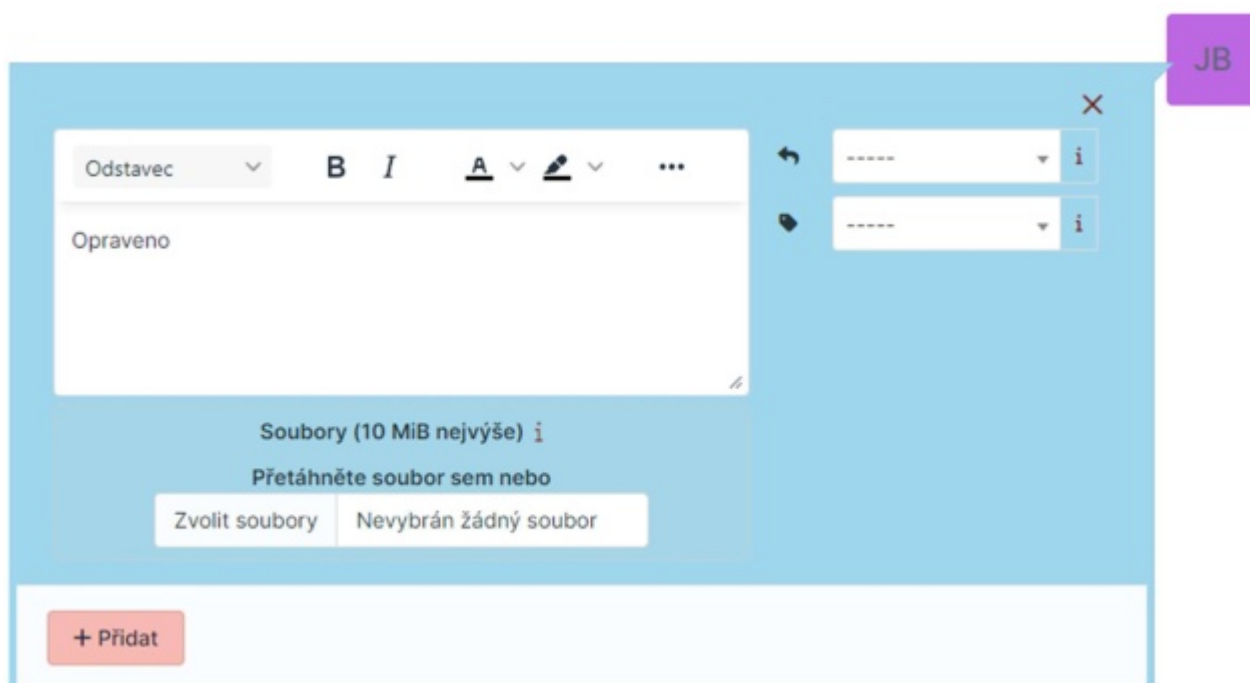 JB
Odstavec B I A •••
----- i
----- i
Opraveno
Soubory (10 MiB nejvýše) i
Přetáhněte soubor sem nebo
Zvolit soubory Nevybrán žádný soubor
+ Přidat